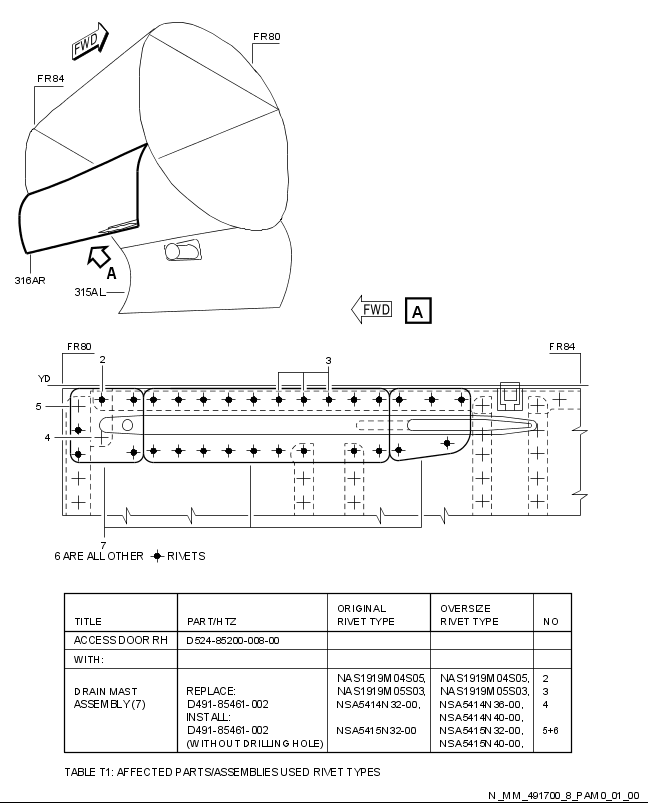 FWD
FR80
FR84
316AR
A
315AL
FWD
A
FR80
FR84
2
3
YD
5
4
7
6 ARE ALL OTHER RIVETS
TITLE PART/HTZ ORIGINAL RIVET TYPE OVERSIZE RIVET TYPE NO
ACCESS DOOR RH D524-85200-008-00
WITH:
NAS1919M04S05, NAS1919M04S05, 2
DRAIN MAST REPLACE: NAS1919M05S03, NAS1919M05S03, 3
ASSEMBLY (7) D491-85461-002 NSA5414N32-00, NSA5414N36-00, 4
INSTALL: NSA5414N40-00,
D491-85461-002 NSA5415N32-00 NSA5415N32-00, 5+6
(WITHOUT DRILLING HOLE) NSA5415N40-00,
TABLE T1: AFFECTED PARTS/ASSEMBLIES USED RIVET TYPES
N_MM_491700_8_PAM0_01_00